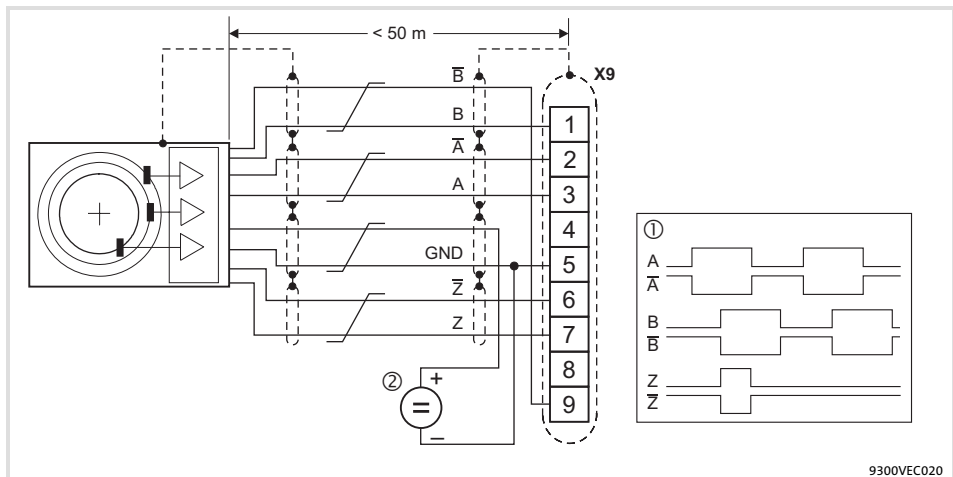 < 50 m
X9
B̅
B
A̅
A
GND
Z̅
Z
1
2
3
4
5
6
7
8
9
②
+
=
–
①
A
A̅
B
B̅
Z
Z̅
9300VEC020